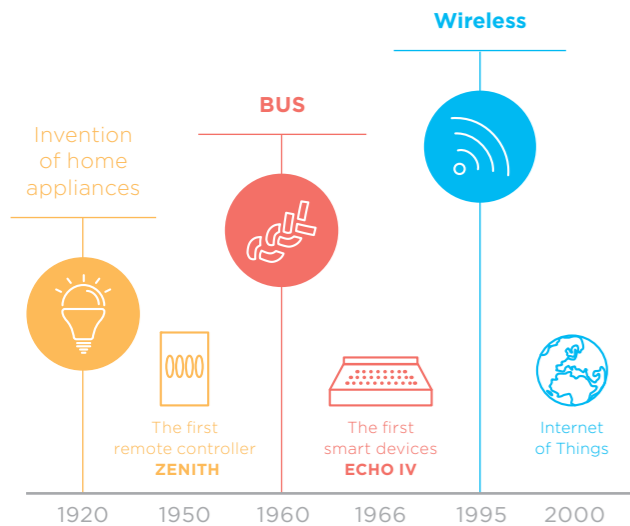 Wireless
BUS
Invention
of home
appliances
0000
The first
remote controller
ZENITH
The first
smart devices
ECHO IV
Internet
of Things
1920 1950 1960 1966 1995 2000